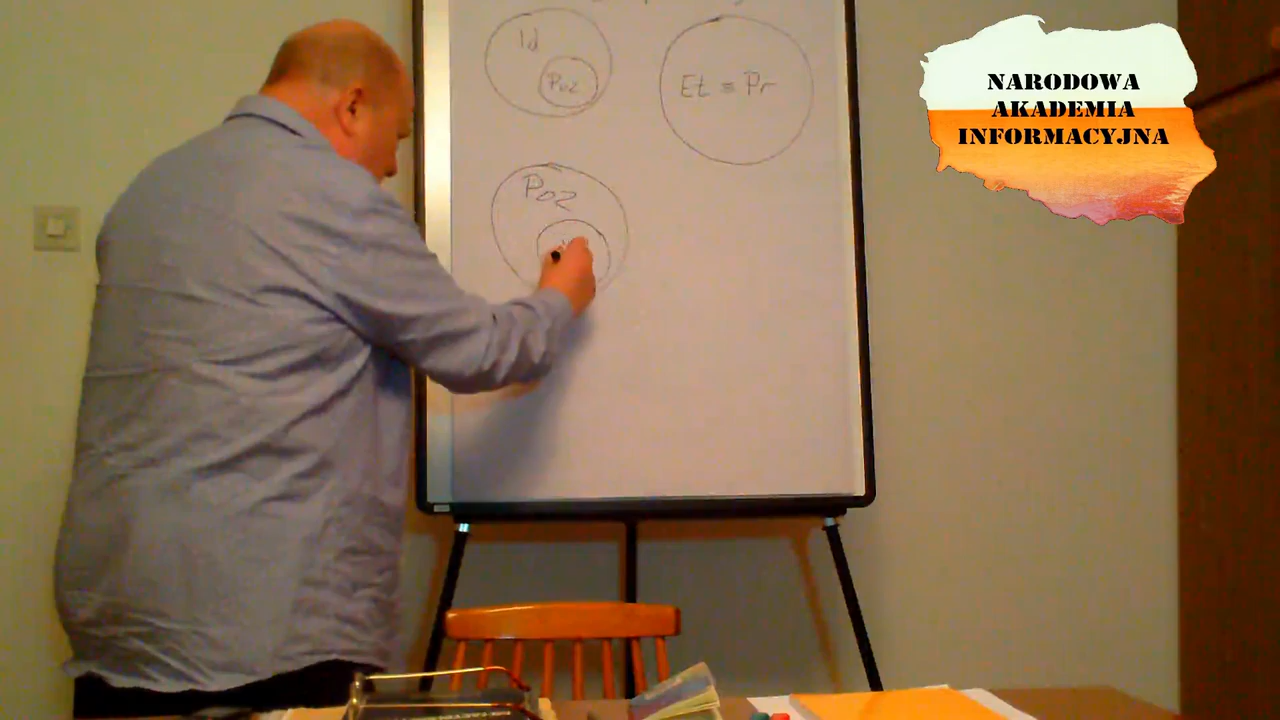 Id
Poz
Et ≡ Pr
Poz
NARODOWA
AKADEMIA
INFORMACYJNA